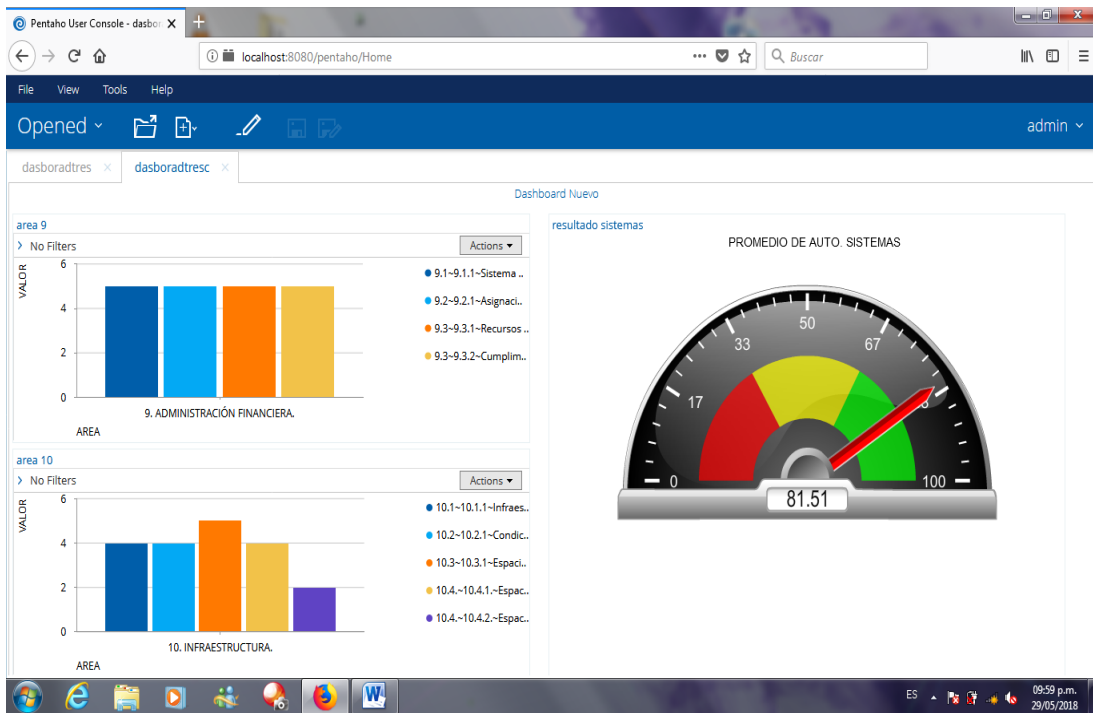 Pentaho User Console - dasbor
localhost:8080/pentaho/Home
Buscar
File View Tools Help
Opened
admin
dasboradtres
dasboradtresc
Dashboard Nuevo
area 9
No Filters
Actions
VALOR
6
4
2
0
9. ADMINISTRACIÓN FINANCIERA.
AREA
9.1~9.1.1~Sistema ..
9.2~9.2.1~Asignaci..
9.3~9.3.1~Recursos ..
9.3~9.3.2~Cumplim..
area 10
No Filters
Actions
VALOR
6
4
2
0
10. INFRAESTRUCTURA.
AREA
10.1~10.1.1~Infraes..
10.2~10.2.1~Condic..
10.3~10.3.1~Espaci..
10.4.~10.4.1.~Espac..
10.4.~10.4.2.~Espac..
resultado sistemas
PROMEDIO DE AUTO. SISTEMAS
0
17
33
50
67
100
81.51
ES
09:59 p.m.
29/05/2018